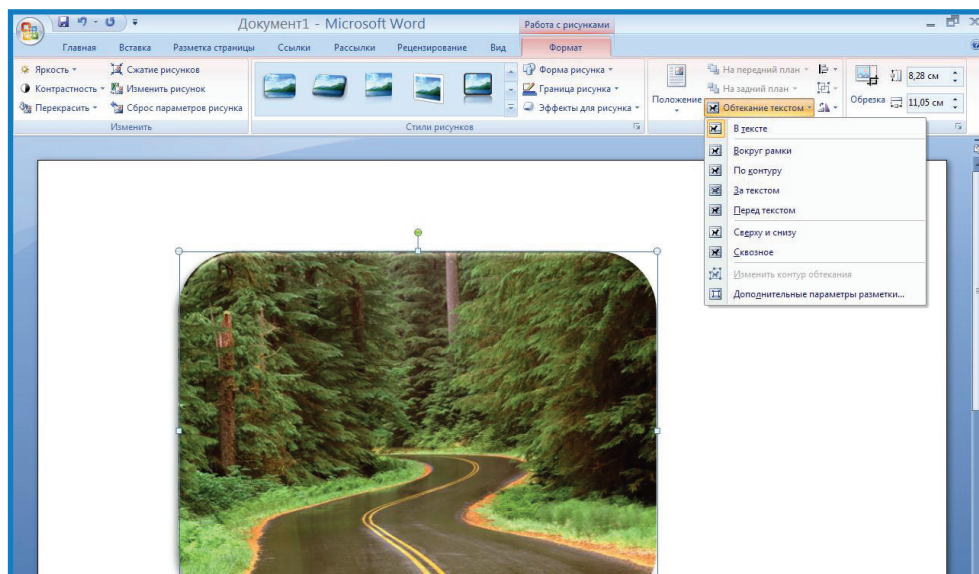 Документ1 - Microsoft Word
Работа с рисунками
Главная Вставка Разметка страницы Ссылки Рассылки Рецензирование Вид Формат
Яркость Сжатие рисунков Форма рисунка На передний план 8,28 см
Контрастность Изменить рисунок Граница рисунка На задний план
Перекрасить Сброс параметров рисунка Эффекты для рисунка Положение Обтекание текстом Обрезка 11,05 см
Изменить Стили рисунков
В тексте
Вокруг рамки
По контуру
За текстом
Перед текстом
Сверху и снизу
Сквозное
Изменить контур обтекания
Дополнительные параметры разметки...